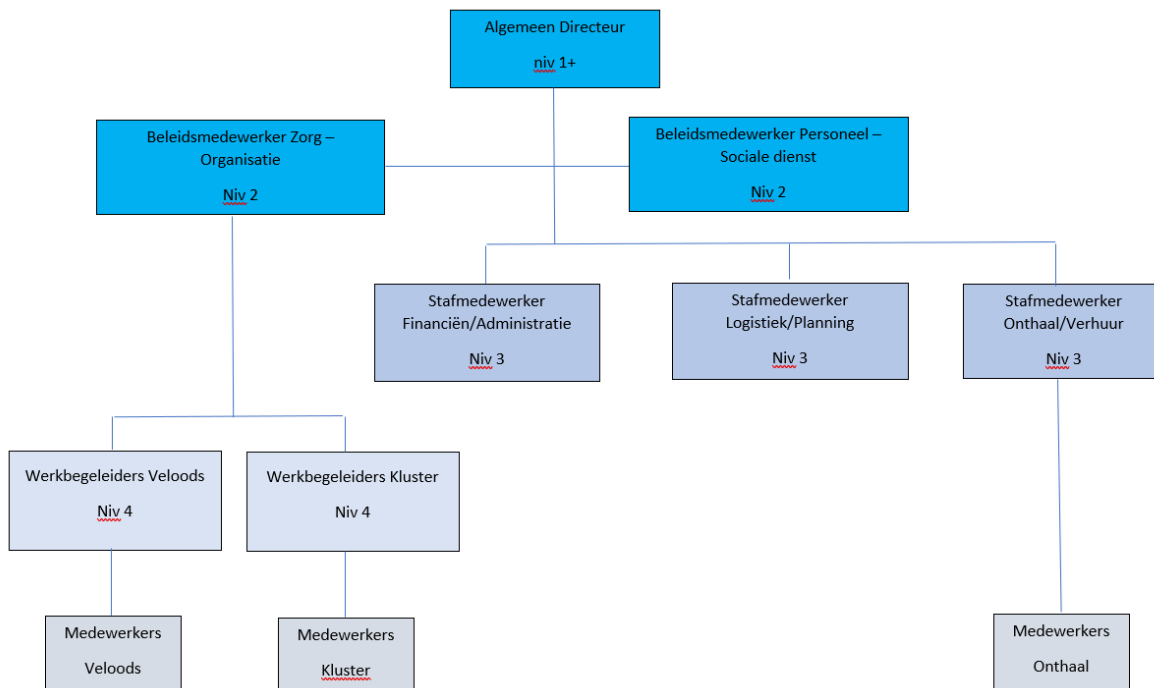 Algemeen Directeur
niv 1+
Beleidsmedewerker Zorg –
Organisatie
Niv 2
Beleidsmedewerker Personeel –
Sociale dienst
Niv 2
Stafmedewerker
Financiën/Administratie
Niv 3
Stafmedewerker
Logistiek/Planning
Niv 3
Stafmedewerker
Onthaal/Verhuur
Niv 3
Werkbegeleiders Veloods
Niv 4
Werkbegeleiders Kluster
Niv 4
Medewerkers
Veloods
Medewerkers
Kluster
Medewerkers
Onthaal